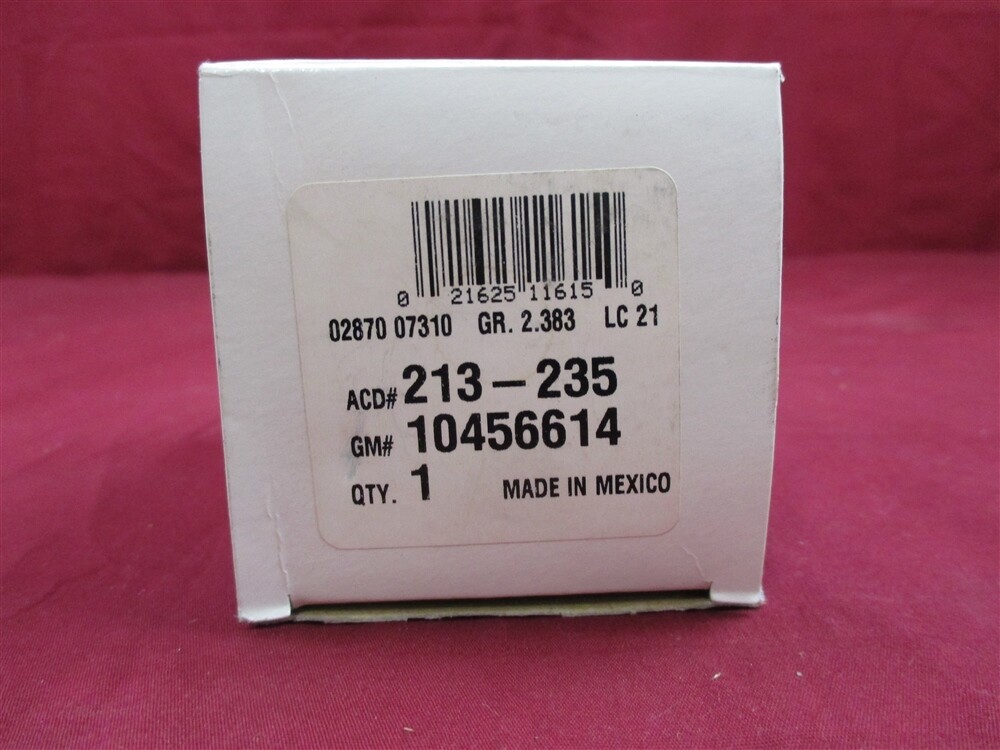 0 21625 11615 0
02870 07310 GR. 2.383 LC 21
ACD# 213-235
GM# 10456614
QTY. 1 MADE IN MEXICO